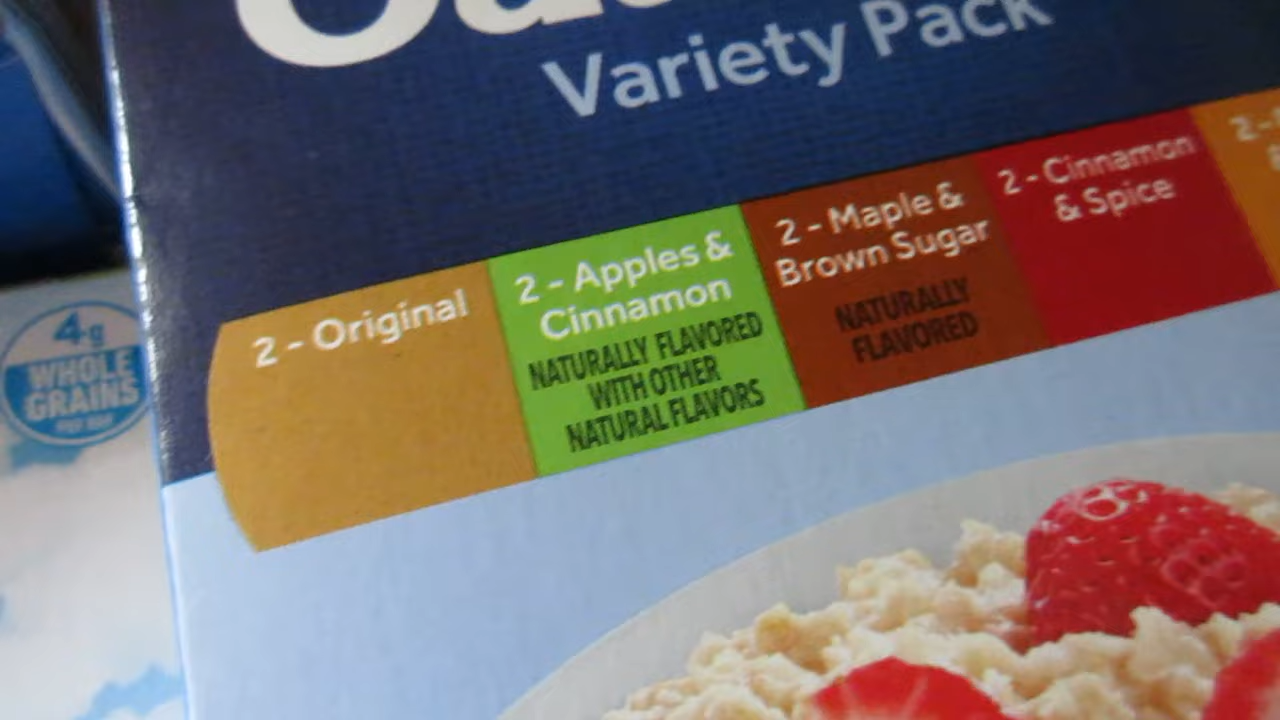 Variety Pack
2 - Original
2 - Apples &
Cinnamon
NATURALLY FLAVORED
WITH OTHER
NATURAL FLAVORS
2 - Maple &
Brown Sugar
NATURALLY
FLAVORED
2 - Cinnamon
& Spice
2 -
4g
WHOLE
GRAINS